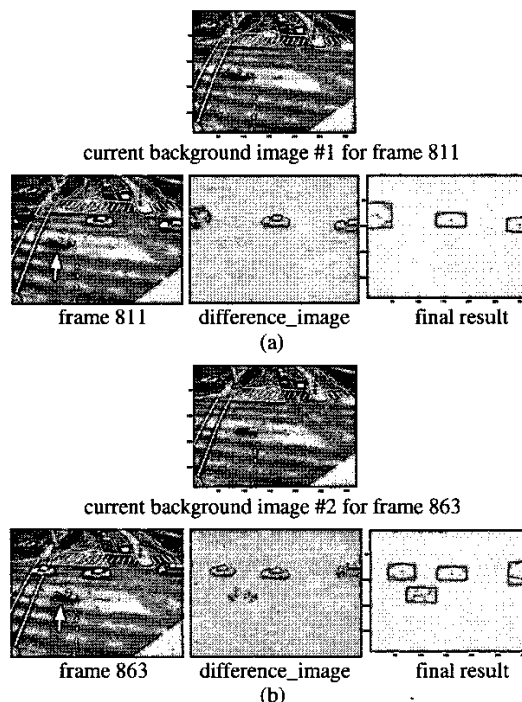 current background image #1 for frame 811
frame 811
difference_image
final result
(a)
current background image #2 for frame 863
frame 863
difference_image
final result
(b)